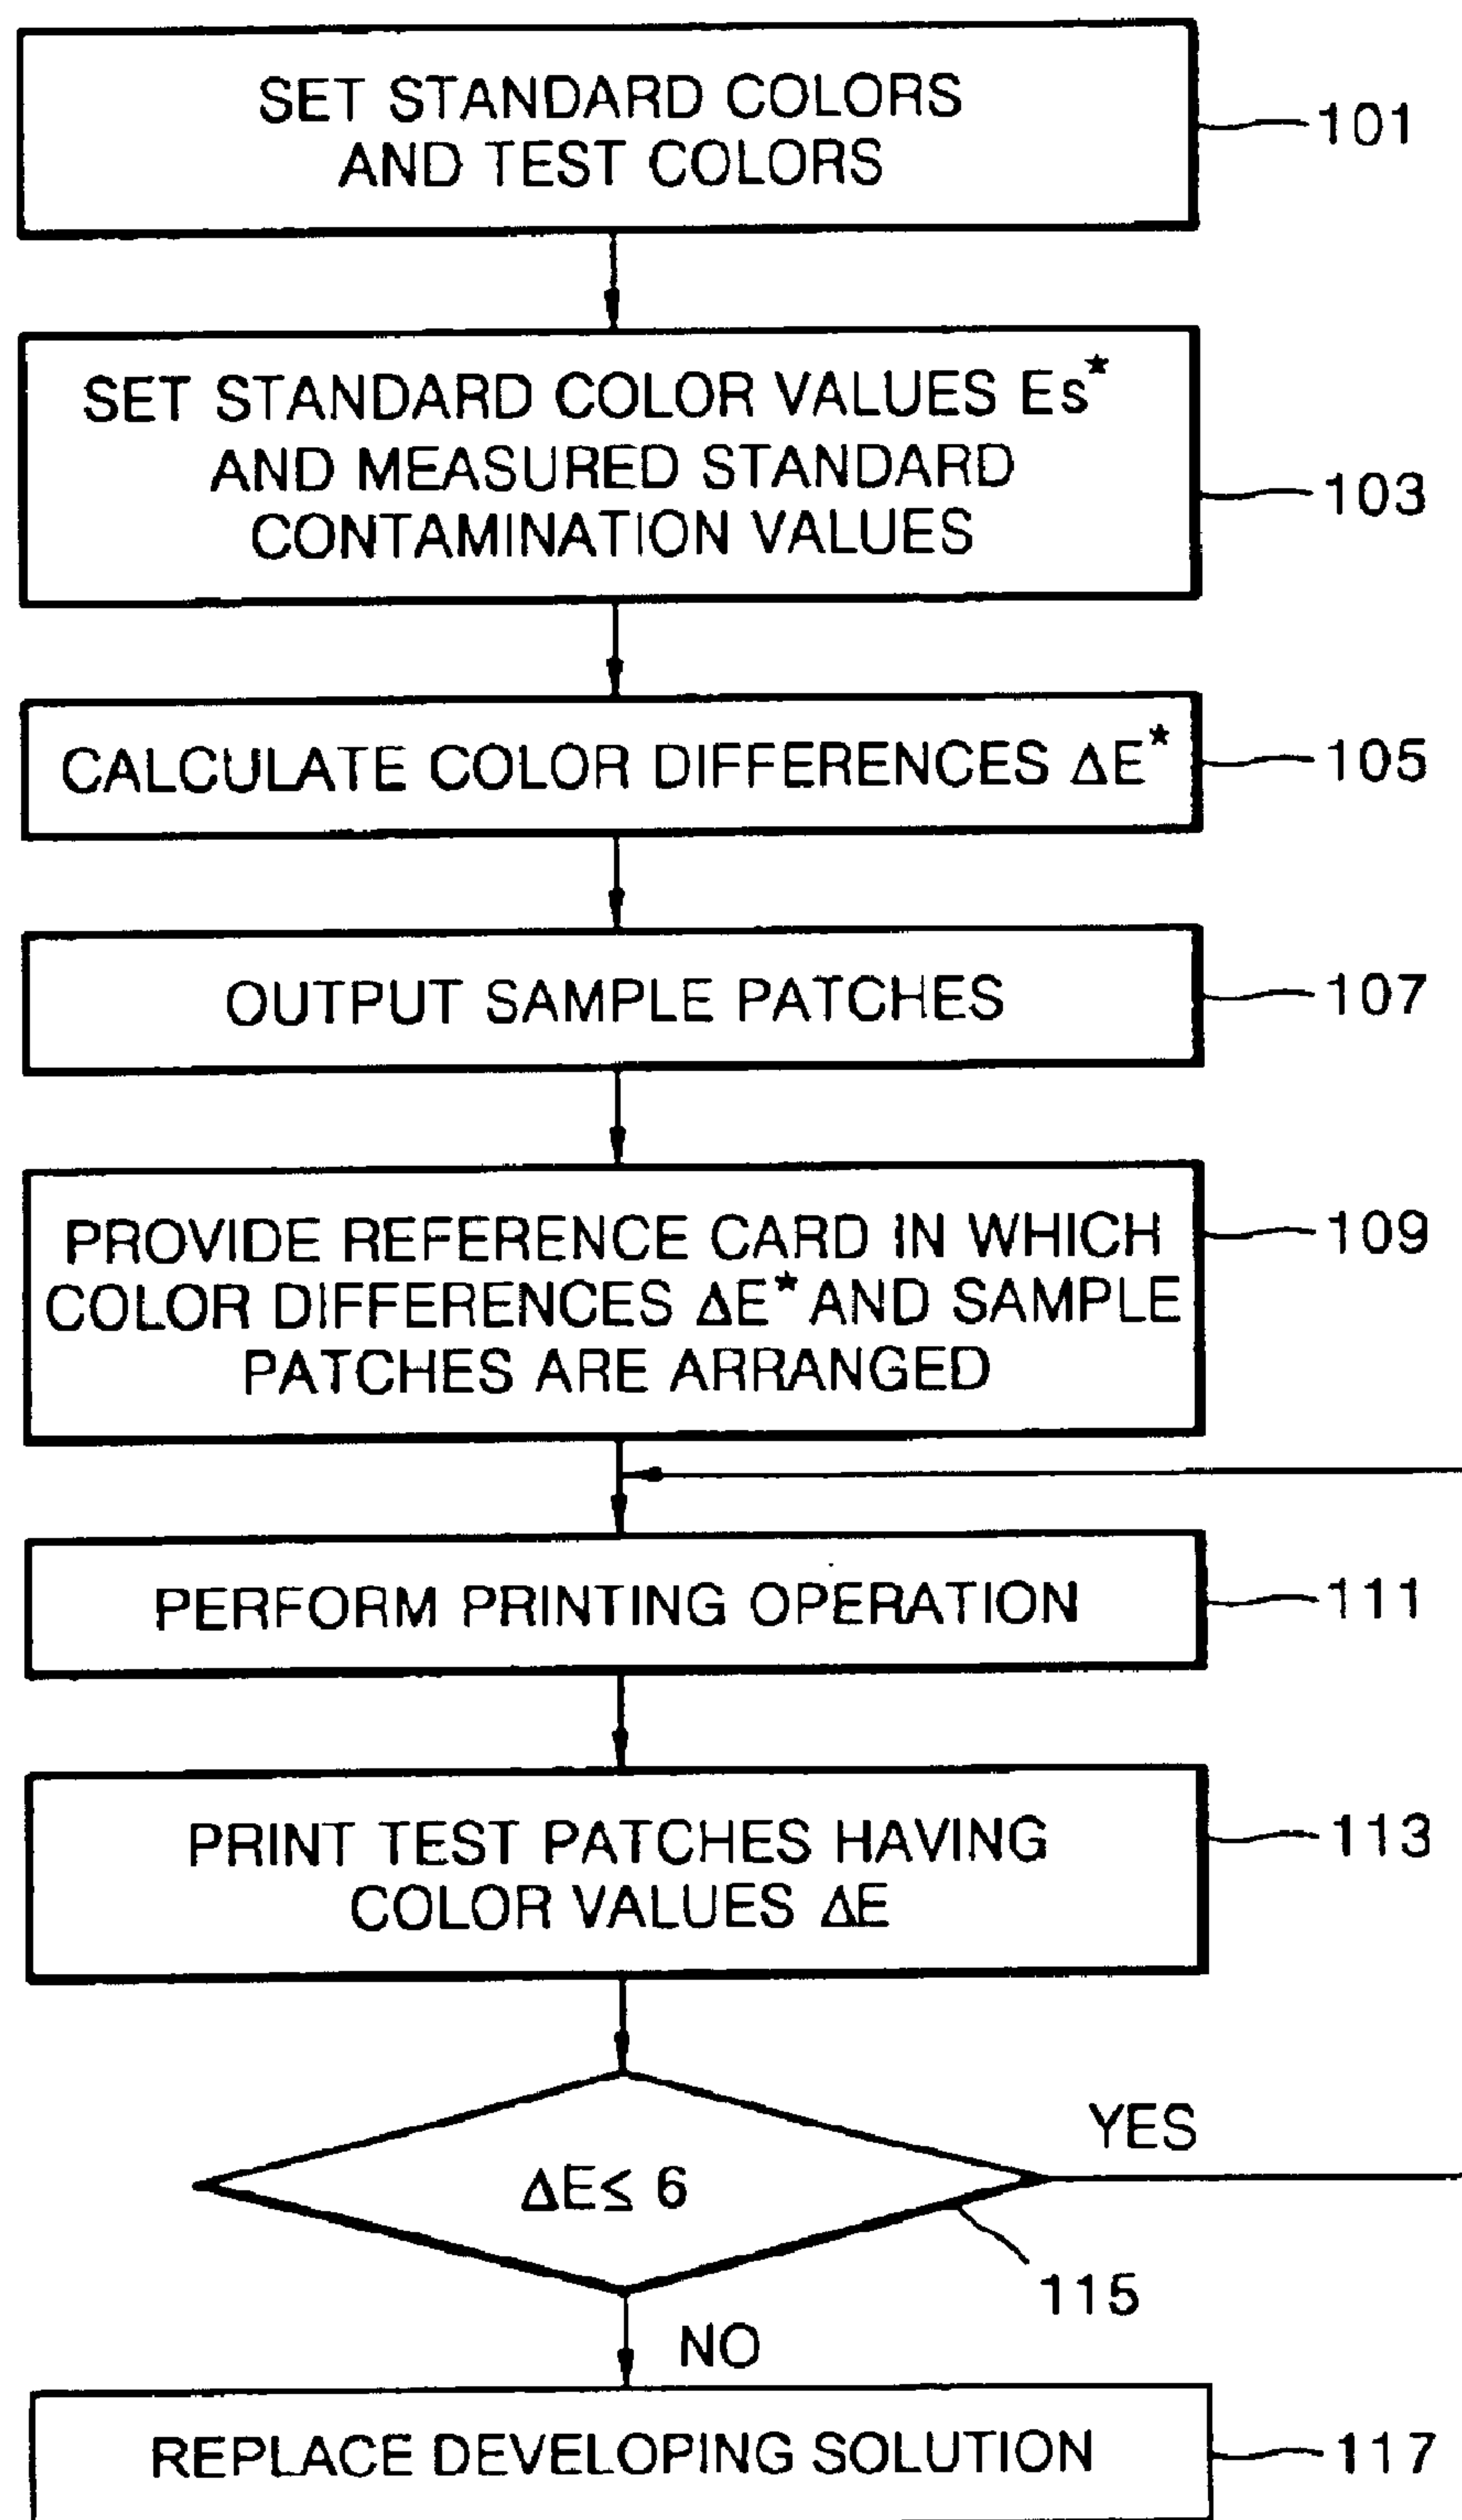 SET STANDARD COLORS
AND TEST COLORS
101
SET STANDARD COLOR VALUES Es*
AND MEASURED STANDARD
CONTAMINATION VALUES
103
CALCULATE COLOR DIFFERENCES ΔE*
105
OUTPUT SAMPLE PATCHES
107
PROVIDE REFERENCE CARD IN WHICH
COLOR DIFFERENCES ΔE* AND SAMPLE
PATCHES ARE ARRANGED
109
PERFORM PRINTING OPERATION
111
PRINT TEST PATCHES HAVING
COLOR VALUES ΔE
113
ΔE≤ 6
YES
115
NO
REPLACE DEVELOPING SOLUTION
117